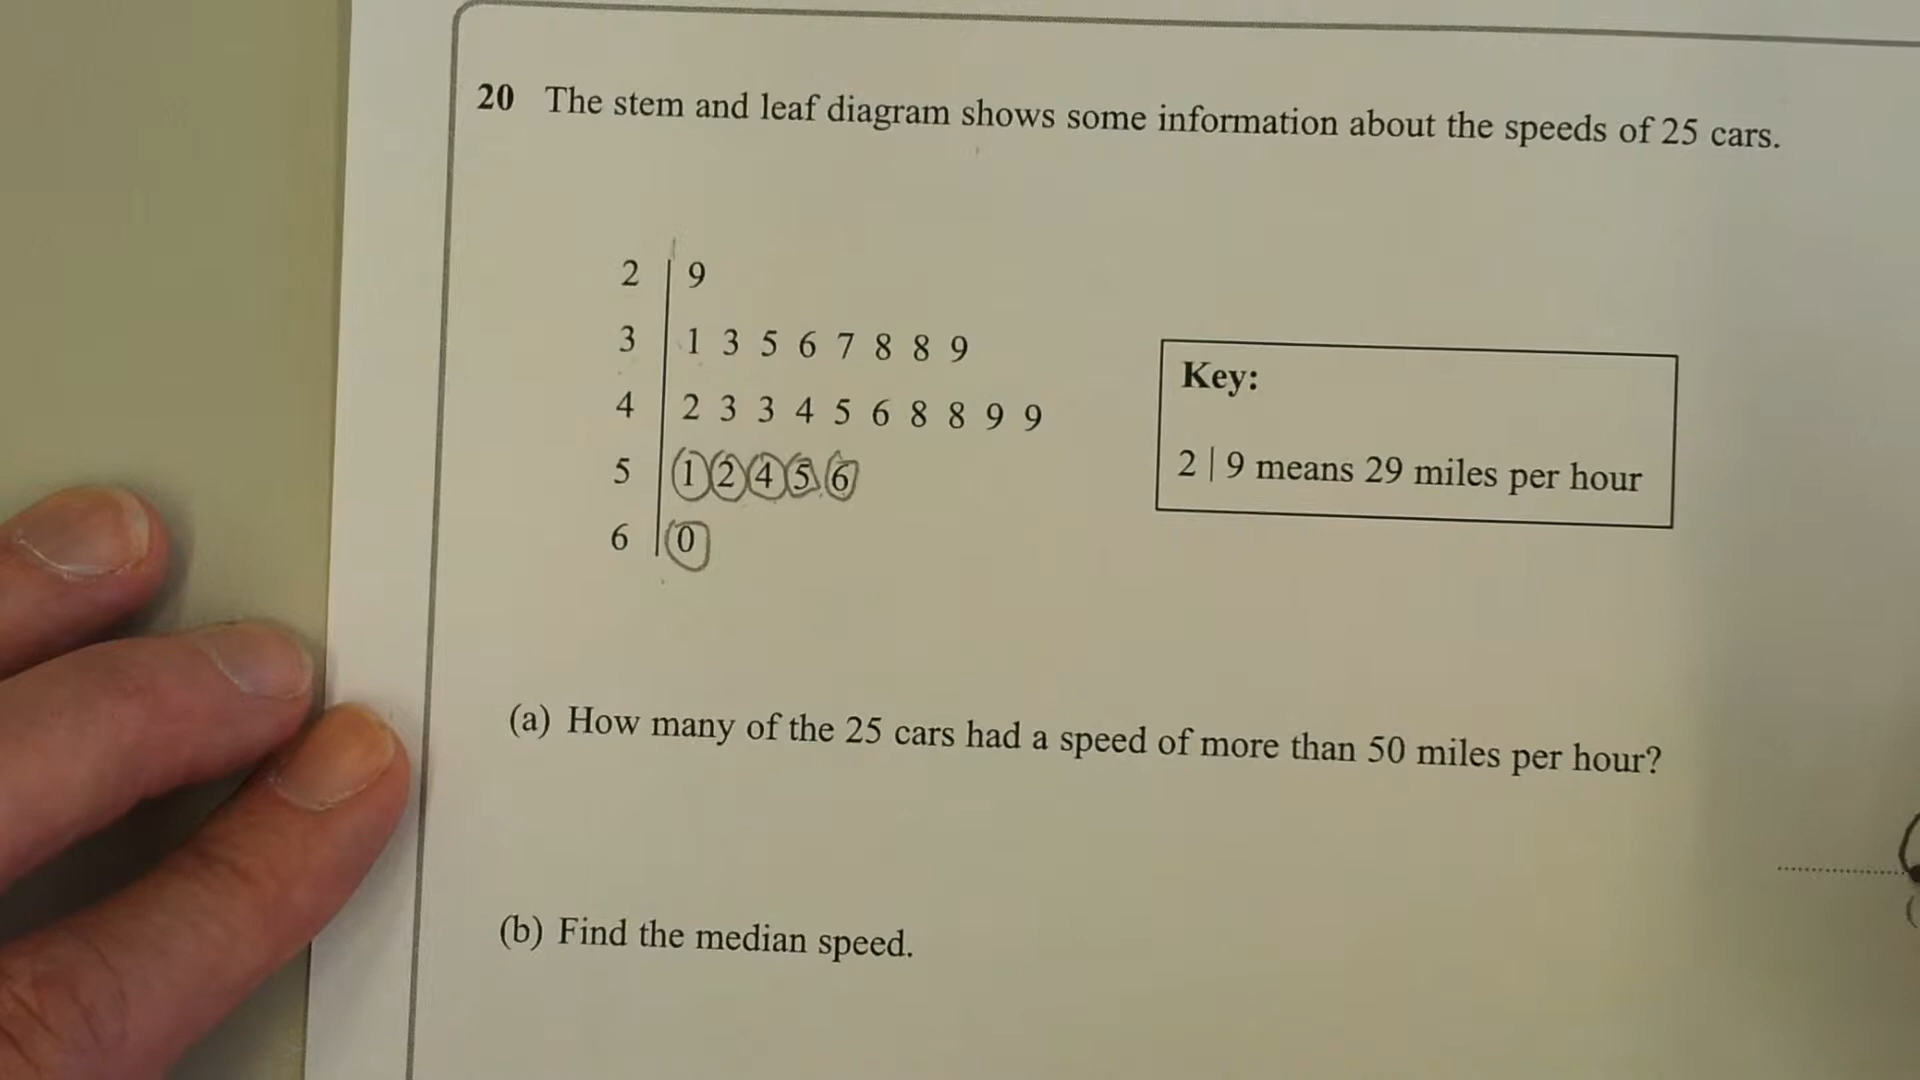 20 The stem and leaf diagram shows some information about the speeds of 25 cars.
2 | 9
3 | 1 3 5 6 7 8 8 9
4 | 2 3 3 4 5 6 8 8 9 9
5 | 1 2 4 5 6
6 | 0
Key:
2 | 9 means 29 miles per hour
(a) How many of the 25 cars had a speed of more than 50 miles per hour?
(b) Find the median speed.